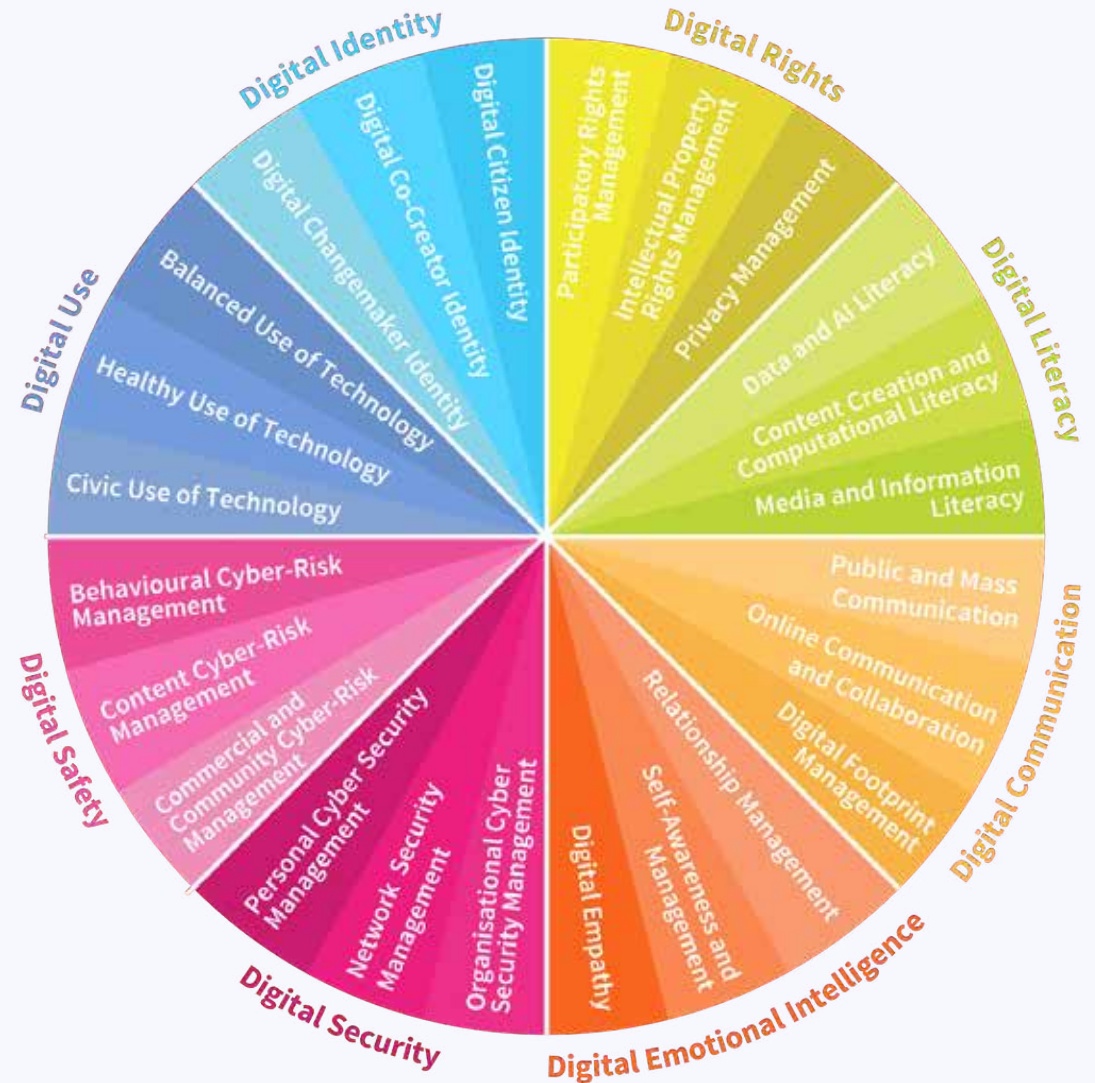 Digital Identity
Digital Citizen Identity
Digital Co-Creator Identity
Digital Changemaker Identity
Digital Rights
Participatory Rights
Management
Intellectual Property
Rights Management
Privacy Management
Digital Literacy
Data and AI Literacy
Content Creation and
Computational Literacy
Media and Information
Literacy
Digital Communication
Public and Mass
Communication
Online Communication
and Collaboration
Digital Footprint
Management
Digital Emotional Intelligence
Relationship Management
Self-Awareness and
Management
Digital Empathy
Digital Security
Organisational Cyber
Security Management
Network Security
Management
Personal Cyber Security
Management
Digital Safety
Commercial and
Community Cyber-Risk
Management
Content Cyber-Risk
Management
Behavioural Cyber-Risk
Management
Digital Use
Civic Use of Technology
Healthy Use of Technology
Balanced Use of Technology